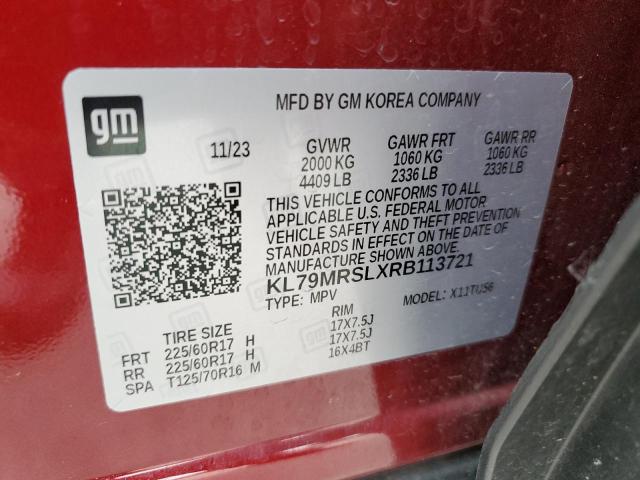 gm
MFD BY GM KOREA COMPANY
11/23 GVWR GAWR FRT GAWR RR
2000 KG 1060 KG 1060 KG
4409 LB 2336 LB 2336 LB
THIS VEHICLE CONFORMS TO ALL
APPLICABLE U.S. FEDERAL MOTOR
VEHICLE SAFETY AND THEFT PREVENTION
STANDARDS IN EFFECT ON THE DATE OF
MANUFACTURE SHOWN ABOVE.
KL79MRSLXRB113721
TYPE: MPV MODEL: X11TU56
TIRE SIZE RIM
FRT 225/60R17 H 17X7.5J
RR 225/60R17 H 17X7.5J
SPA T125/70R16 M 16X4BT